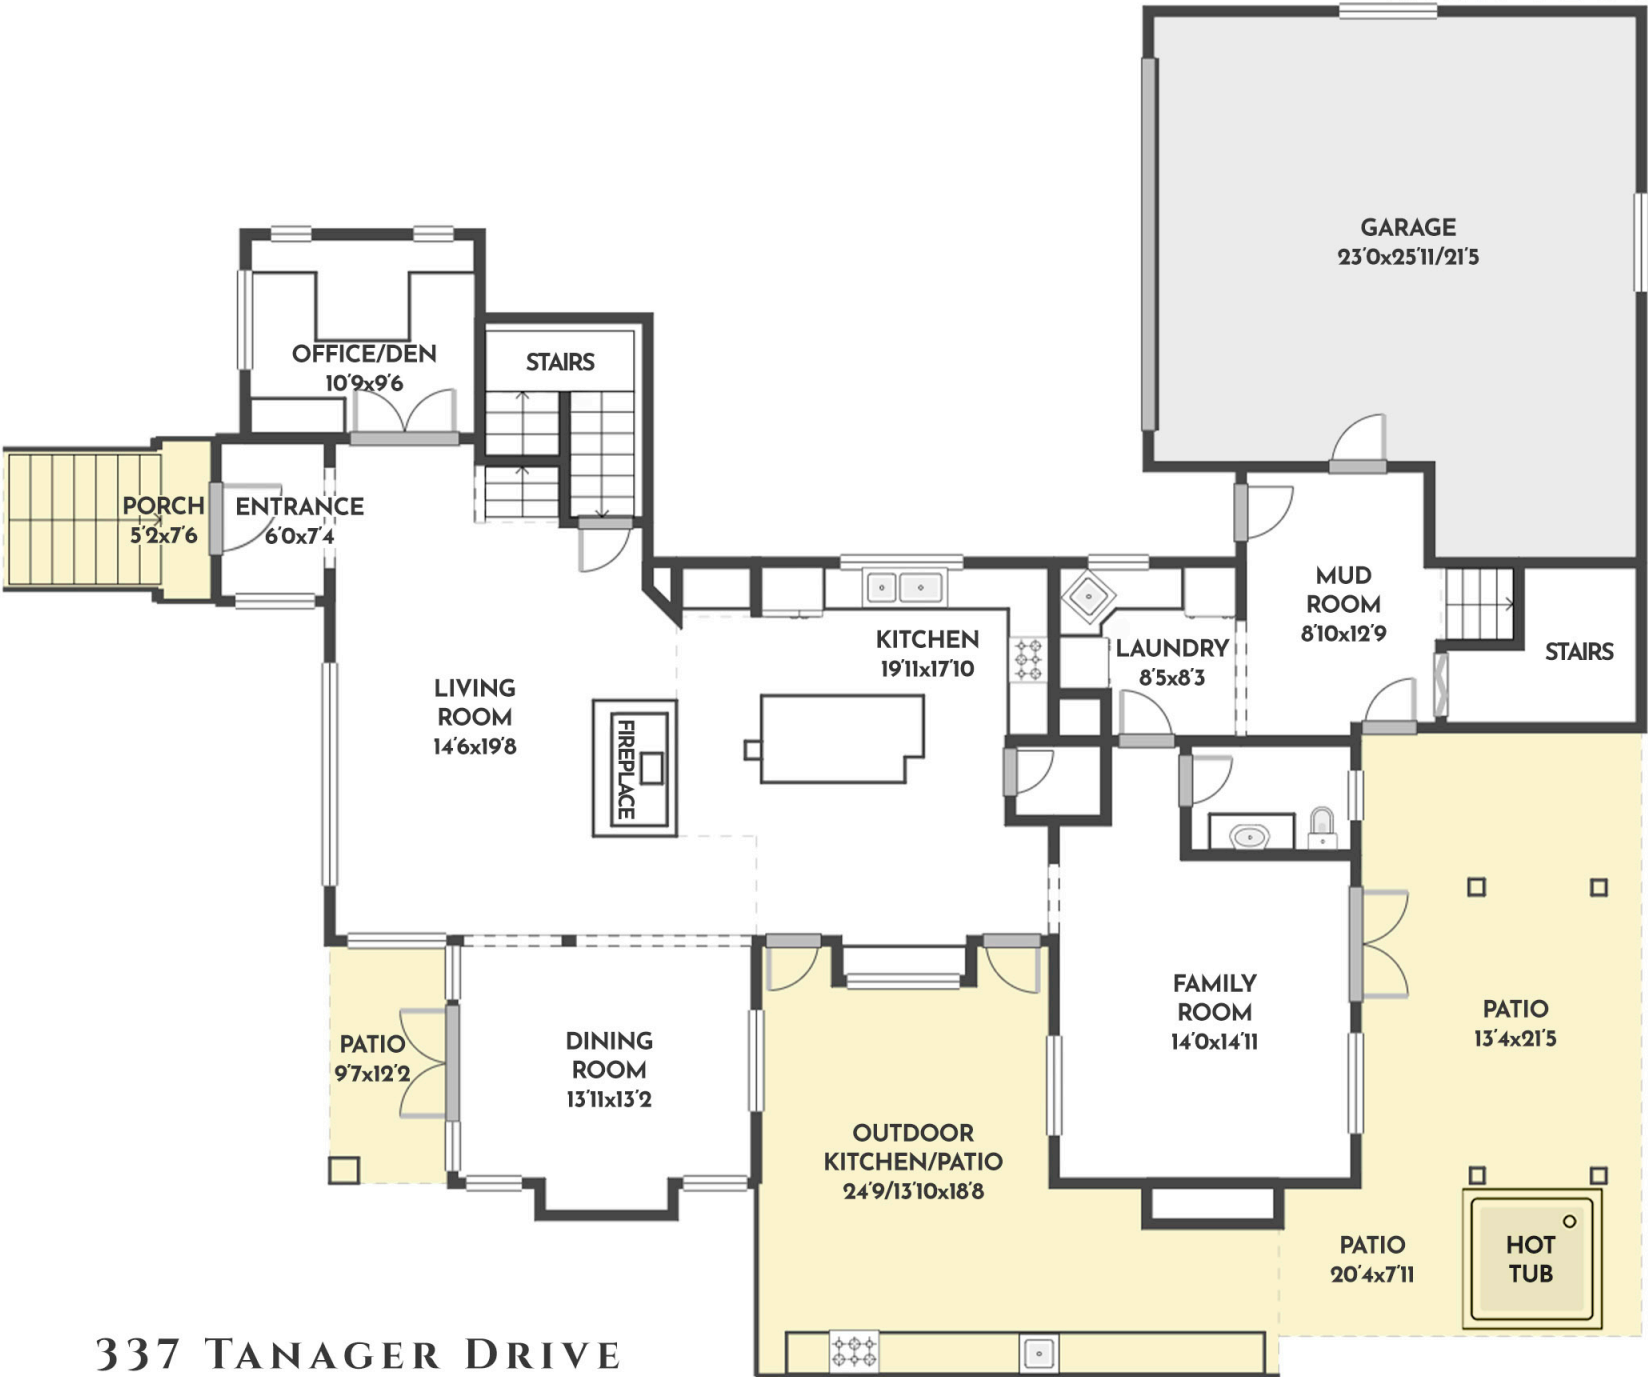 GARAGE
23'0x25'11/21'5
OFFICE/DEN
10'9x9'6
STAIRS
PORCH
5'2x7'6
ENTRANCE
6'0x7'4
MUD
ROOM
8'10x12'9
STAIRS
KITCHEN
19'11x17'10
LAUNDRY
8'5x8'3
LIVING
ROOM
14'6x19'8
FIREPLACE
FAMILY
ROOM
14'0x14'11
PATIO
13'4x21'5
PATIO
9'7x12'2
DINING
ROOM
13'11x13'2
OUTDOOR
KITCHEN/PATIO
24'9/13'10x18'8
PATIO
20'4x7'11
HOT
TUB
337 TANAGER DRIVE